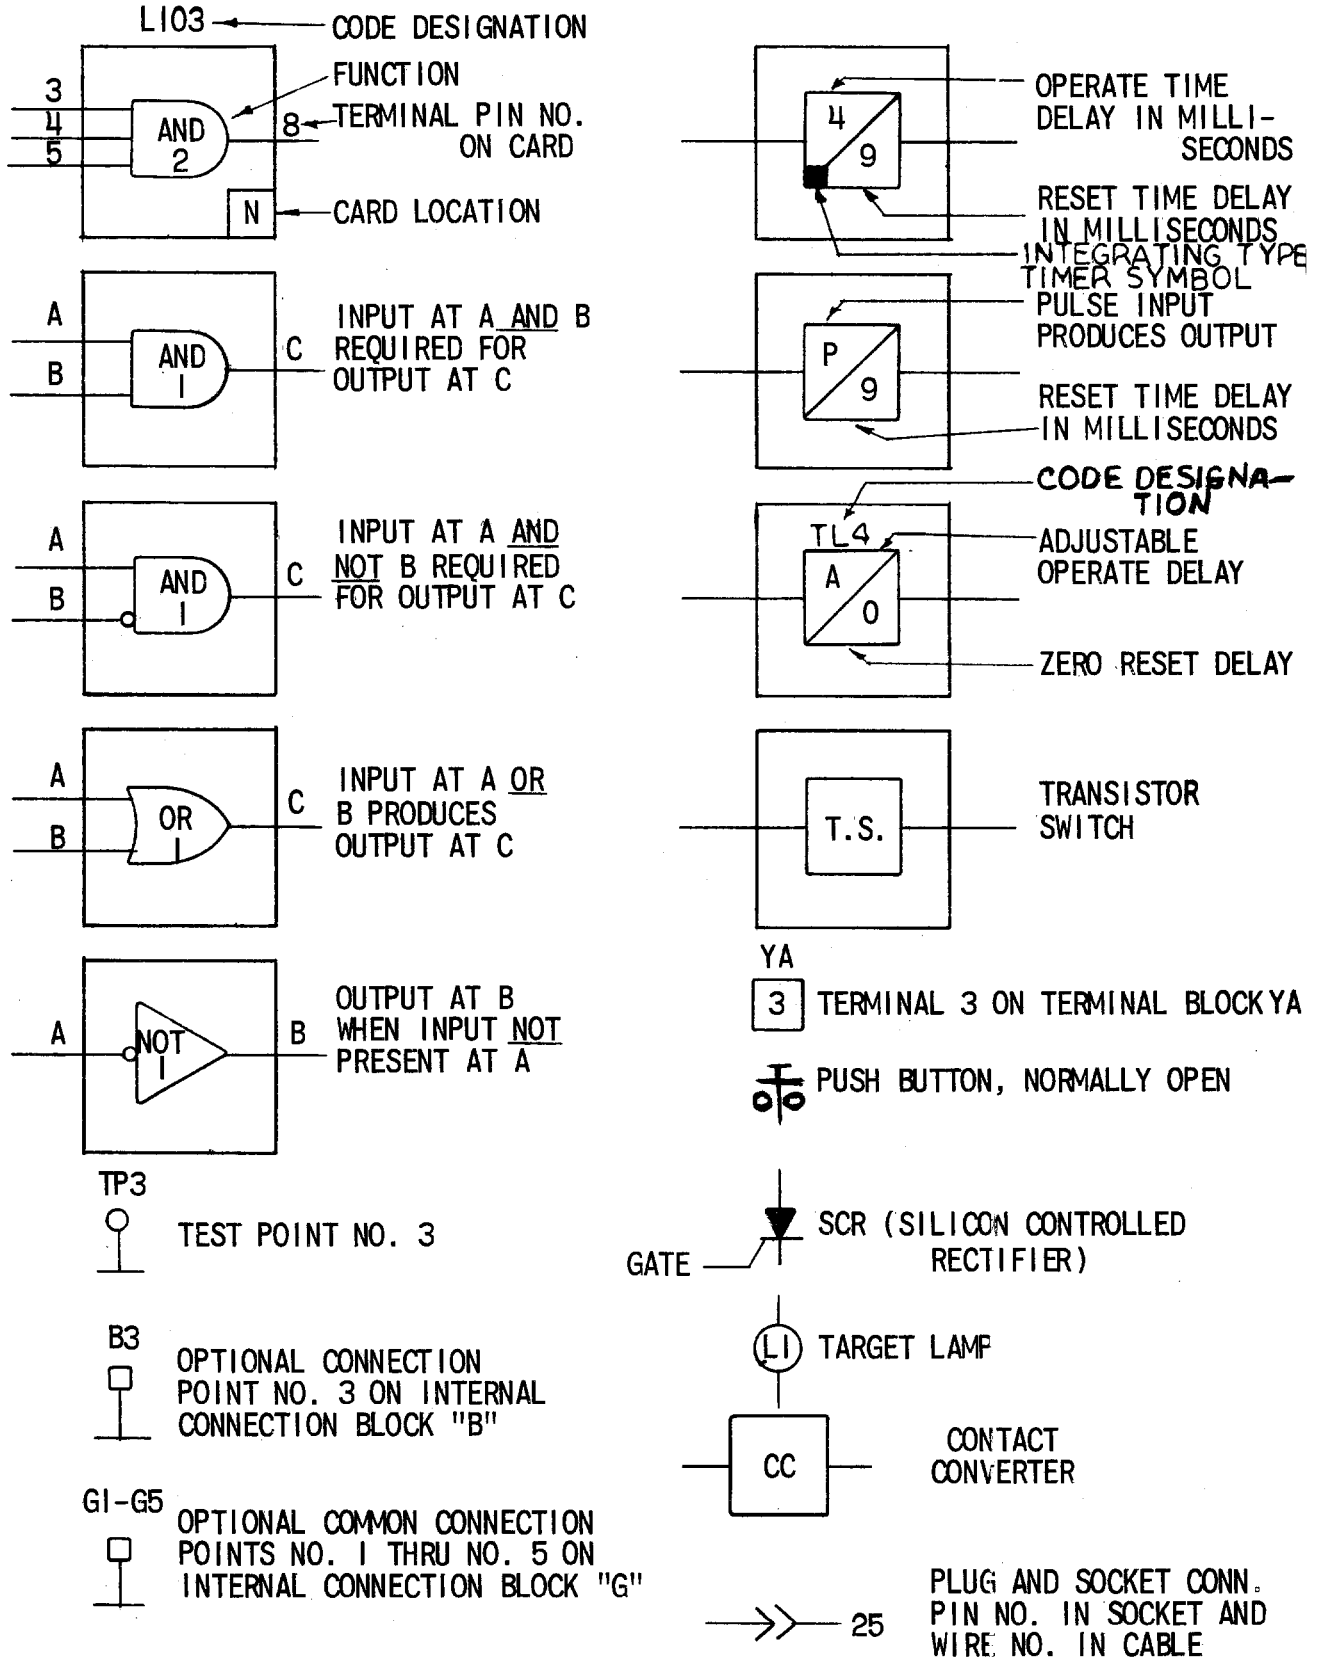 L103
CODE DESIGNATION
FUNCTION
3
4
5
AND
2
8
TERMINAL PIN NO.
ON CARD
N
CARD LOCATION
A
B
AND
1
C
INPUT AT A AND B
REQUIRED FOR
OUTPUT AT C
A
B
AND
1
C
INPUT AT A AND
NOT B REQUIRED
FOR OUTPUT AT C
A
B
OR
1
C
INPUT AT A OR
B PRODUCES
OUTPUT AT C
A
NOT
1
B
OUTPUT AT B
WHEN INPUT NOT
PRESENT AT A
TP3
TEST POINT NO. 3
B3
OPTIONAL CONNECTION
POINT NO. 3 ON INTERNAL
CONNECTION BLOCK "B"
G1-G5
OPTIONAL COMMON CONNECTION
POINTS NO. 1 THRU NO. 5 ON
INTERNAL CONNECTION BLOCK "G"
4
9
OPERATE TIME
DELAY IN MILLI-
SECONDS
RESET TIME DELAY
IN MILLISECONDS
INTEGRATING TYPE
TIMER SYMBOL
P
9
PULSE INPUT
PRODUCES OUTPUT
RESET TIME DELAY
IN MILLISECONDS
CODE DESIGNA-
TION
TL4
A
0
ADJUSTABLE
OPERATE DELAY
ZERO RESET DELAY
T.S.
TRANSISTOR
SWITCH
YA
3
TERMINAL 3 ON TERMINAL BLOCK YA
PUSH BUTTON, NORMALLY OPEN
GATE
SCR (SILICON CONTROLLED
RECTIFIER)
L1
TARGET LAMP
CC
CONTACT
CONVERTER
25
PLUG AND SOCKET CONN.
PIN NO. IN SOCKET AND
WIRE NO. IN CABLE